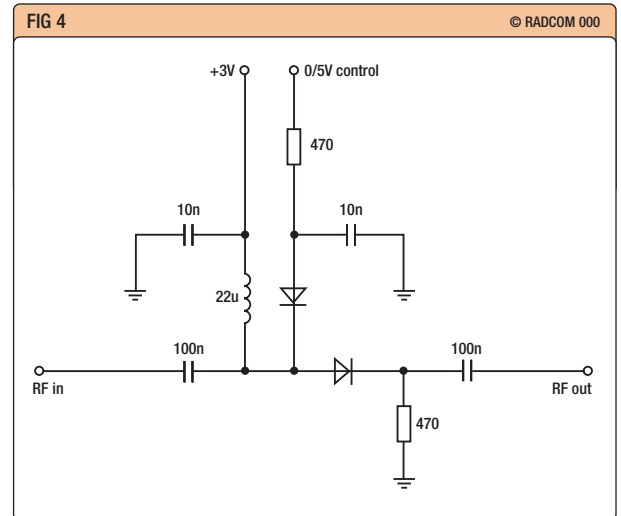 FIG 4 © RADCOM 000
+3V 0/5V control
470
10n 10n
22u
100n 100n
RF in RF out
470